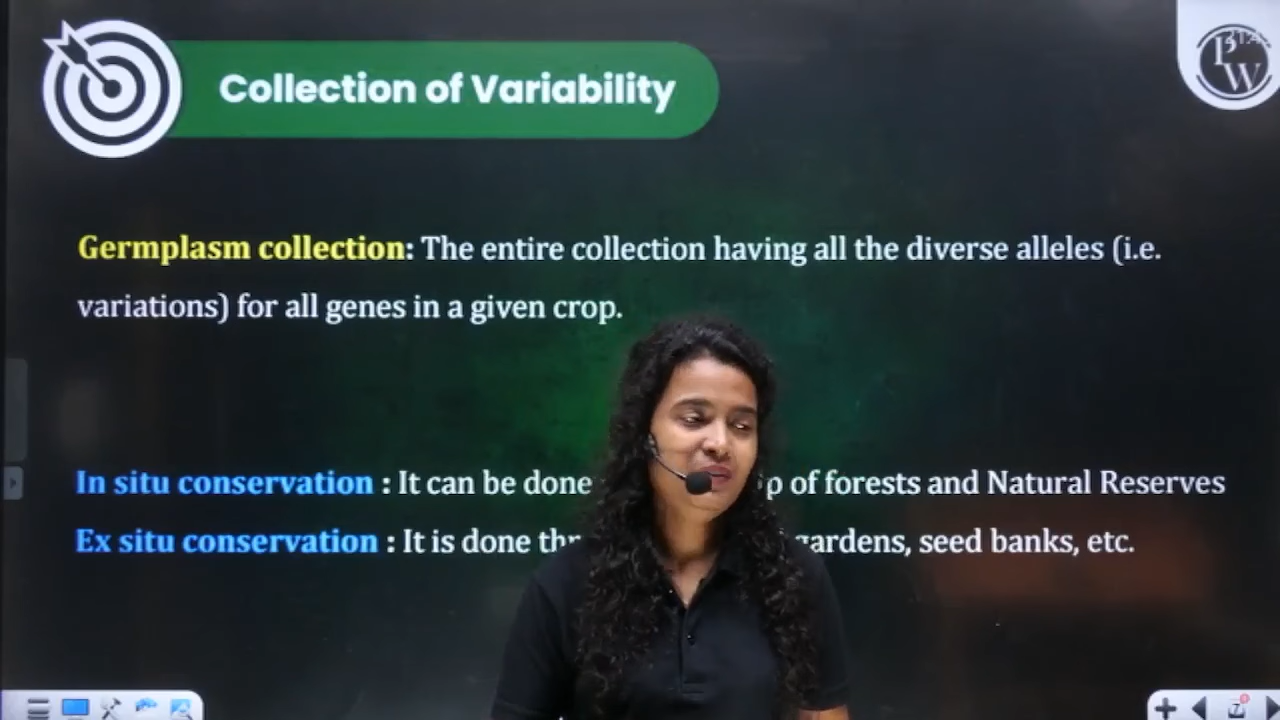 Collection of Variability
PW
Germplasm collection: The entire collection having all the diverse alleles (i.e.
variations) for all genes in a given crop.
In situ conservation : It can be done of forests and Natural Reserves
Ex situ conservation : It is done gardens, seed banks, etc.